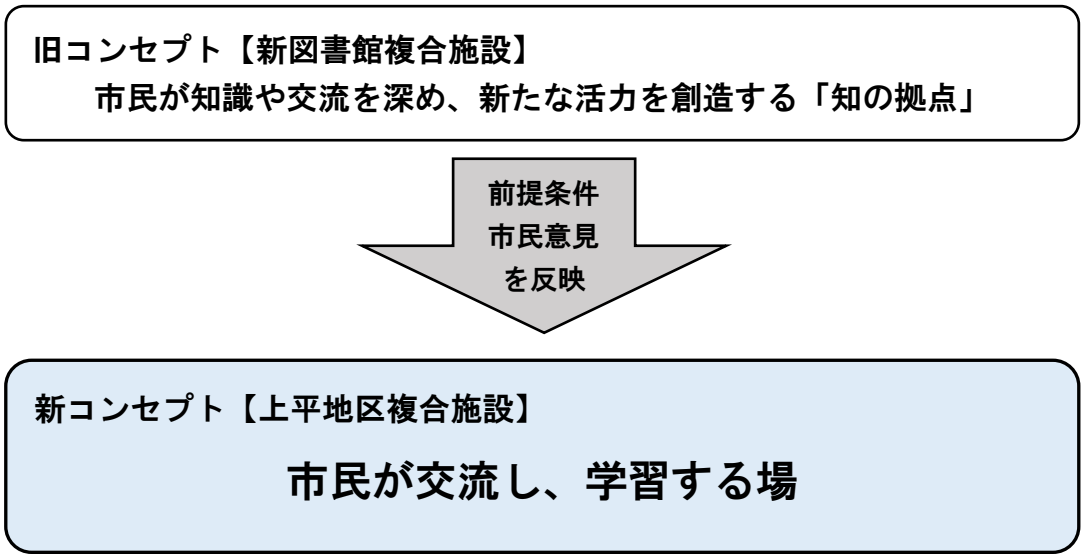 旧コンセプト【新図書館複合施設】
市民が知識や交流を深め、新たな活力を創造する「知の拠点」
前提条件
市民意見
を反映
新コンセプト【上平地区複合施設】
市民が交流し、学習する場